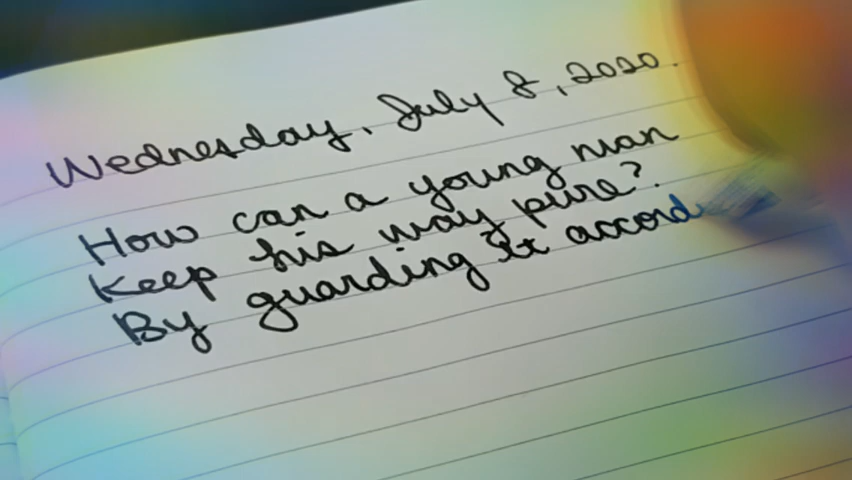 Wednesday, July 8, 2020.
How can a young man
Keep his way pure?
By guarding it accord